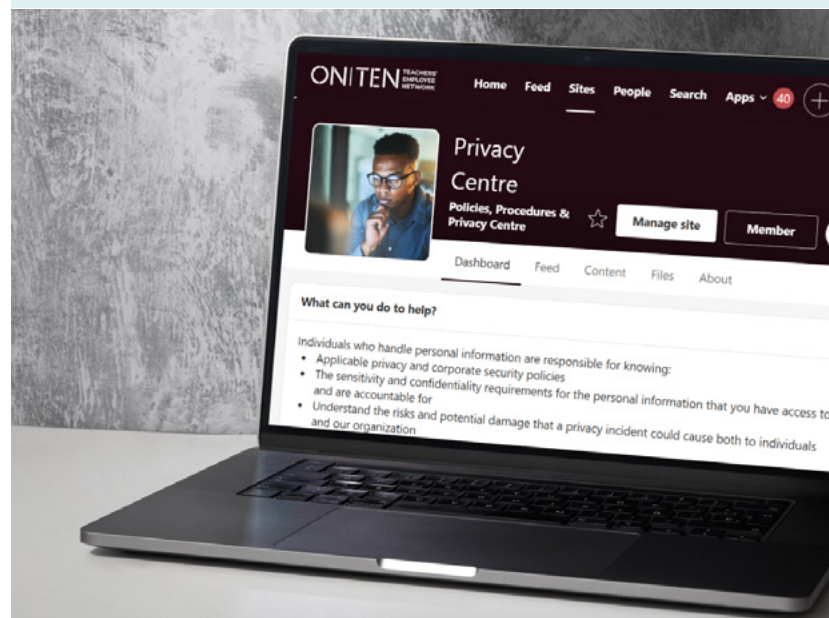 ON|TEN TEACHERS'
EMPLOYEE
NETWORK
Home Feed Sites People Search Apps 40
Privacy
Centre
Policies, Procedures &
Privacy Centre
Manage site
Member
Dashboard Feed Content Files About
What can you do to help?
Individuals who handle personal information are responsible for knowing:
• Applicable privacy and corporate security policies
• The sensitivity and confidentiality requirements for the personal information that you have access to
and are accountable for
• Understand the risks and potential damage that a privacy incident could cause both to individuals
and our organization